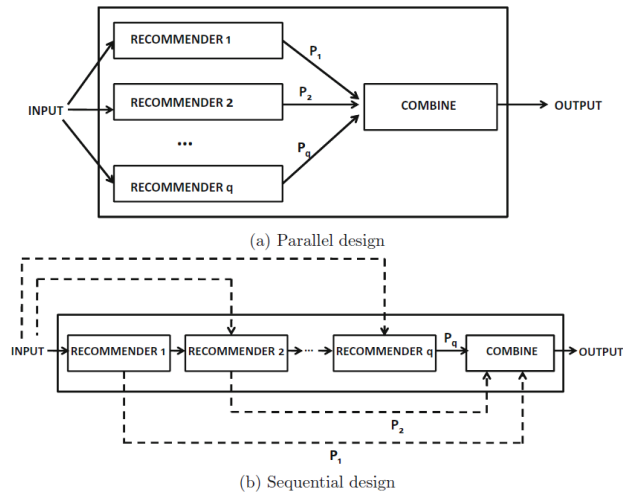 RECOMMENDER 1
P1
INPUT
RECOMMENDER 2
P2
COMBINE
OUTPUT
...
Pq
RECOMMENDER q
(a) Parallel design
INPUT
RECOMMENDER 1
RECOMMENDER 2
...
RECOMMENDER q
Pq
COMBINE
OUTPUT
P2
P1
(b) Sequential design